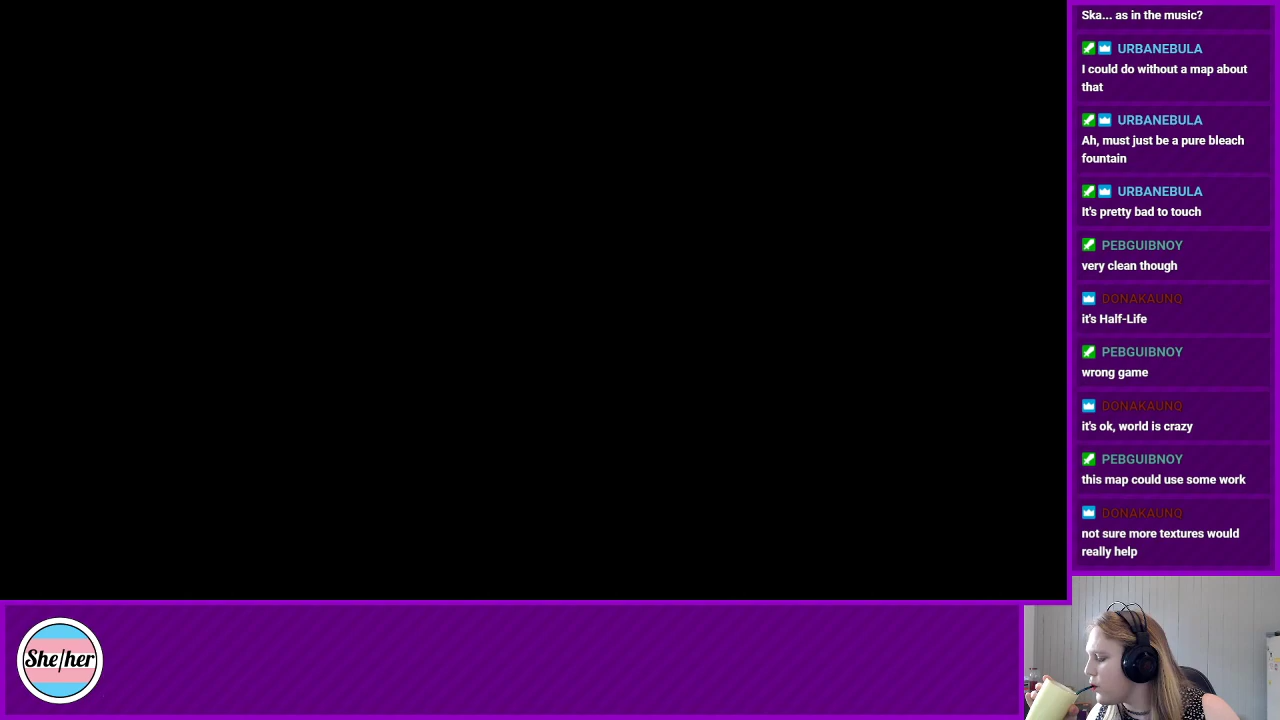 Ska... as in the music?
URBANEBULA
I could do without a map about
that
URBANEBULA
Ah, must just be a pure bleach
fountain
URBANEBULA
It's pretty bad to touch
PEBGUIBNOY
very clean though
DONAKAUNQ
it's Half-Life
PEBGUIBNOY
wrong game
DONAKAUNQ
it's ok, world is crazy
PEBGUIBNOY
this map could use some work
DONAKAUNQ
not sure more textures would
really help
She/her